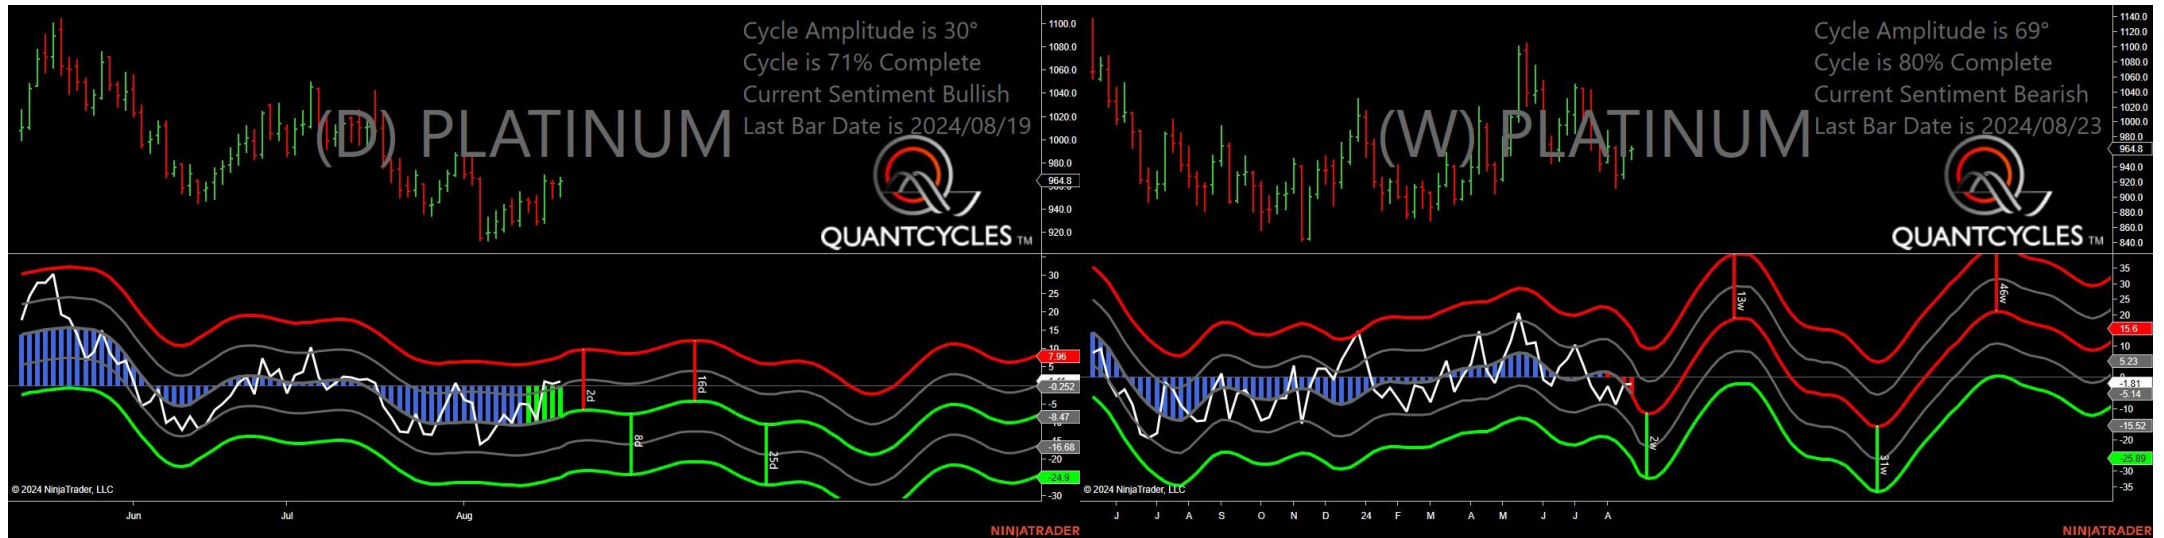 Cycle Amplitude is 30°
Cycle is 71% Complete
Current Sentiment Bullish
Last Bar Date is 2024/08/19
(D) PLATINUM
QUANTCYCLES TM
1100.0
1080.0
1060.0
1040.0
1020.0
1000.0
980.0
964.8
940.0
920.0
30
25
20
15
10
7.96
5
-0.252
-5
-8.47
-16.68
-20
-24.9
-30
2d
16d
8d
25d
© 2024 NinjaTrader, LLC
Jun
Jul
Aug
NINJATRADER
Cycle Amplitude is 69°
Cycle is 80% Complete
Current Sentiment Bearish
Last Bar Date is 2024/08/23
(W) PLATINUM
QUANTCYCLES TM
1140.0
1120.0
1100.0
1080.0
1060.0
1040.0
1020.0
1000.0
980.0
964.8
940.0
920.0
900.0
880.0
860.0
840.0
35
30
25
20
15.6
10
5.23
-1.81
-5.14
-10
-15.52
-20
-25.89
-30
-35
13w
46w
2w
31w
© 2024 NinjaTrader, LLC
J
J
A
S
O
N
D
24
F
M
A
M
J
J
A
NINJATRADER